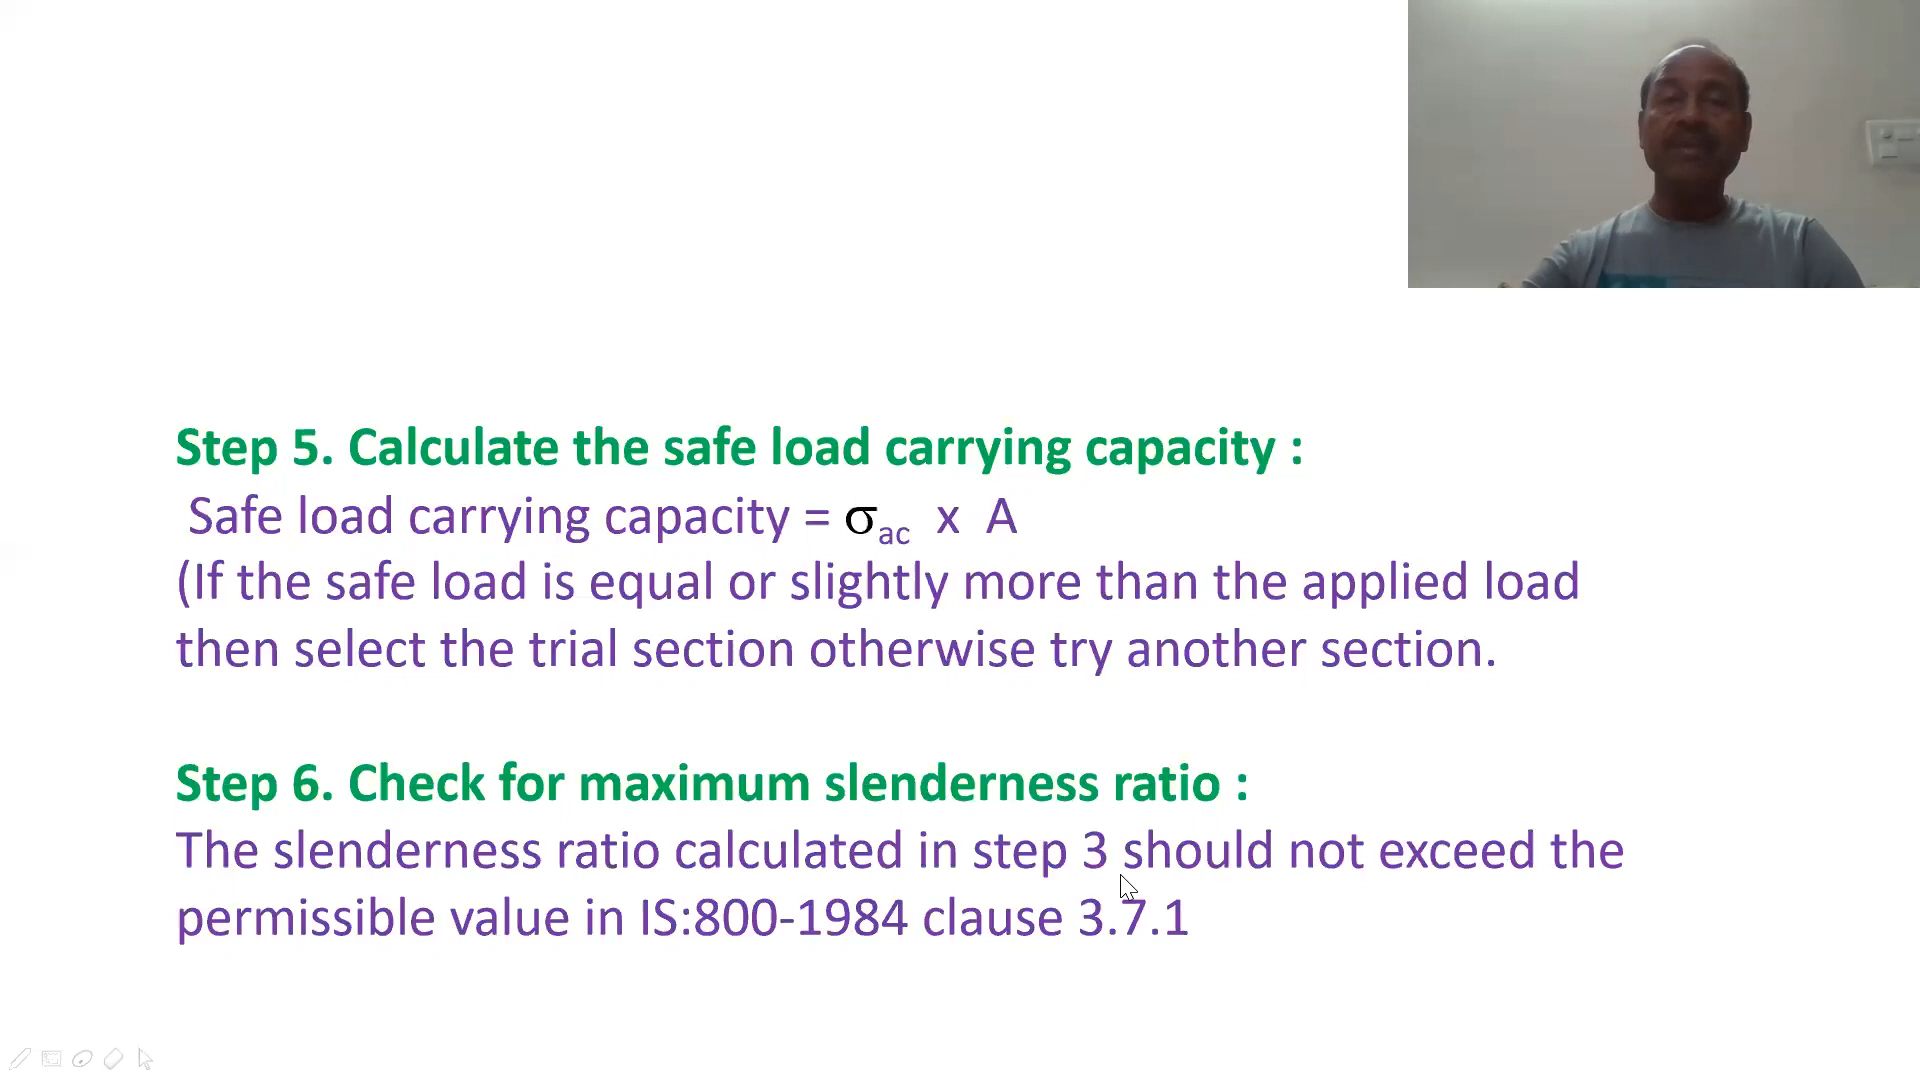 Step 5. Calculate the safe load carrying capacity :
Safe load carrying capacity = σac x A
(If the safe load is equal or slightly more than the applied load
then select the trial section otherwise try another section.
Step 6. Check for maximum slenderness ratio :
The slenderness ratio calculated in step 3 should not exceed the
permissible value in IS:800-1984 clause 3.7.1